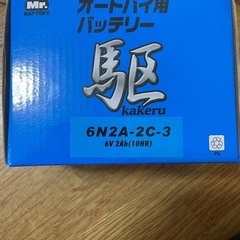 Mr.
BATTERY
オートバイ用
バッテリー
駆
kakeru
6N2A-2C-3
6V 2Ah(10HR)